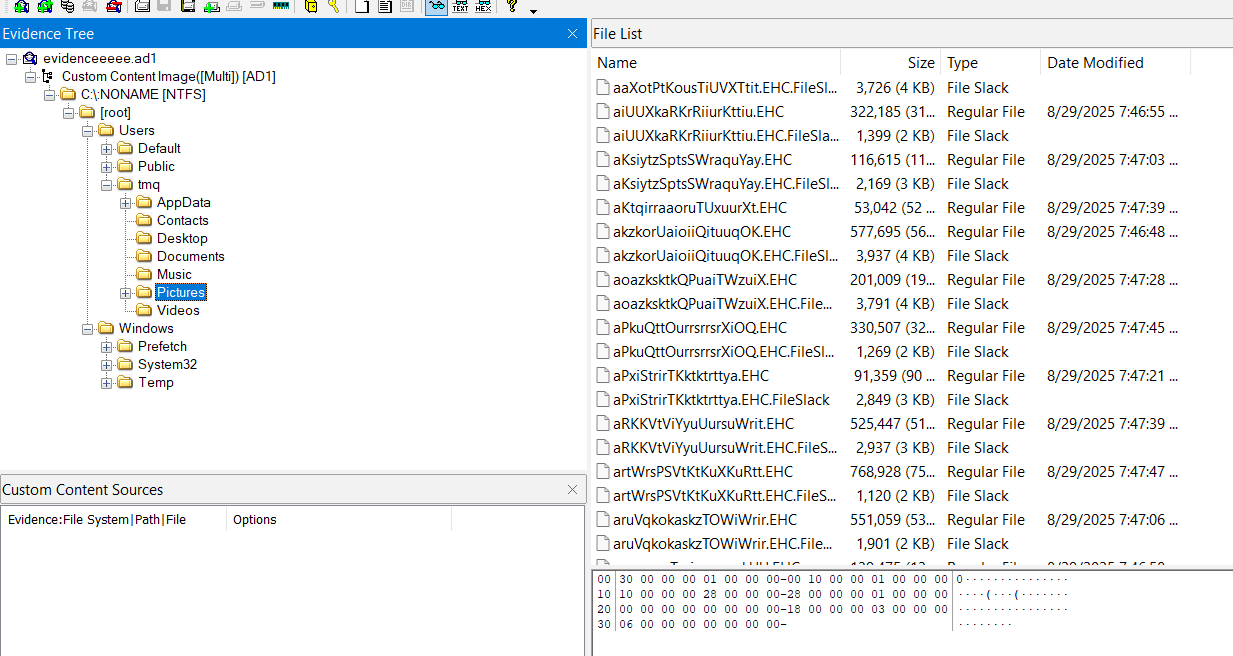 TEXT HEX DIR
Evidence Tree
evidenceeeee.ad1
Custom Content Image([Multi]) [AD1]
C:\:NONAME [NTFS]
[root]
Users
Default
Public
tmq
AppData
Contacts
Desktop
Documents
Music
Pictures
Videos
Windows
Prefetch
System32
Temp
Custom Content Sources
Evidence:File System|Path|File Options
File List
Name Size Type Date Modified
aaXotPtKousTiUVXTtit.EHC.FileSl... 3,726 (4 KB) File Slack
aiUUXkaRKrRiiurKttiu.EHC 322,185 (31... Regular File 8/29/2025 7:46:55 ...
aiUUXkaRKrRiiurKttiu.EHC.FileSla... 1,399 (2 KB) File Slack
aKsiytzSptsSWraquYay.EHC 116,615 (11... Regular File 8/29/2025 7:47:03 ...
aKsiytzSptsSWraquYay.EHC.FileSl... 2,169 (3 KB) File Slack
aKtqirraaoruTUxuurXt.EHC 53,042 (52 ... Regular File 8/29/2025 7:47:39 ...
akzkorUaioiiQituuqOK.EHC 577,695 (56... Regular File 8/29/2025 7:46:48 ...
akzkorUaioiiQituuqOK.EHC.FileSl... 3,937 (4 KB) File Slack
aoazksktkQPuaiTWzuiX.EHC 201,009 (19... Regular File 8/29/2025 7:47:28 ...
aoazksktkQPuaiTWzuiX.EHC.File... 3,791 (4 KB) File Slack
aPkuQttOurrsrrsrXiOQ.EHC 330,507 (32... Regular File 8/29/2025 7:47:45 ...
aPkuQttOurrsrrsrXiOQ.EHC.FileSl... 1,269 (2 KB) File Slack
aPxiStrirTKktktrttya.EHC 91,359 (90 ... Regular File 8/29/2025 7:47:21 ...
aPxiStrirTKktktrttya.EHC.FileSlack 2,849 (3 KB) File Slack
aRKKVtViYyuUursuWrit.EHC 525,447 (51... Regular File 8/29/2025 7:47:39 ...
aRKKVtViYyuUursuWrit.EHC.FileS... 2,937 (3 KB) File Slack
artWrsPSVtKtKuXKuRtt.EHC 768,928 (75... Regular File 8/29/2025 7:47:47 ...
artWrsPSVtKtKuXKuRtt.EHC.FileS... 1,120 (2 KB) File Slack
aruVqkokaskzTOWiWrir.EHC 551,059 (53... Regular File 8/29/2025 7:47:06 ...
aruVqkokaskzTOWiWrir.EHC.File... 1,901 (2 KB) File Slack
00 30 00 00 00 01 00 00 00-00 10 00 00 01 00 00 00 0···············
10 10 00 00 00 28 00 00 00-28 00 00 00 01 00 00 00 ····(···(·······
20 00 00 00 00 00 00 00 00-18 00 00 00 03 00 00 00 ················
30 06 00 00 00 00 00 00 00- ········